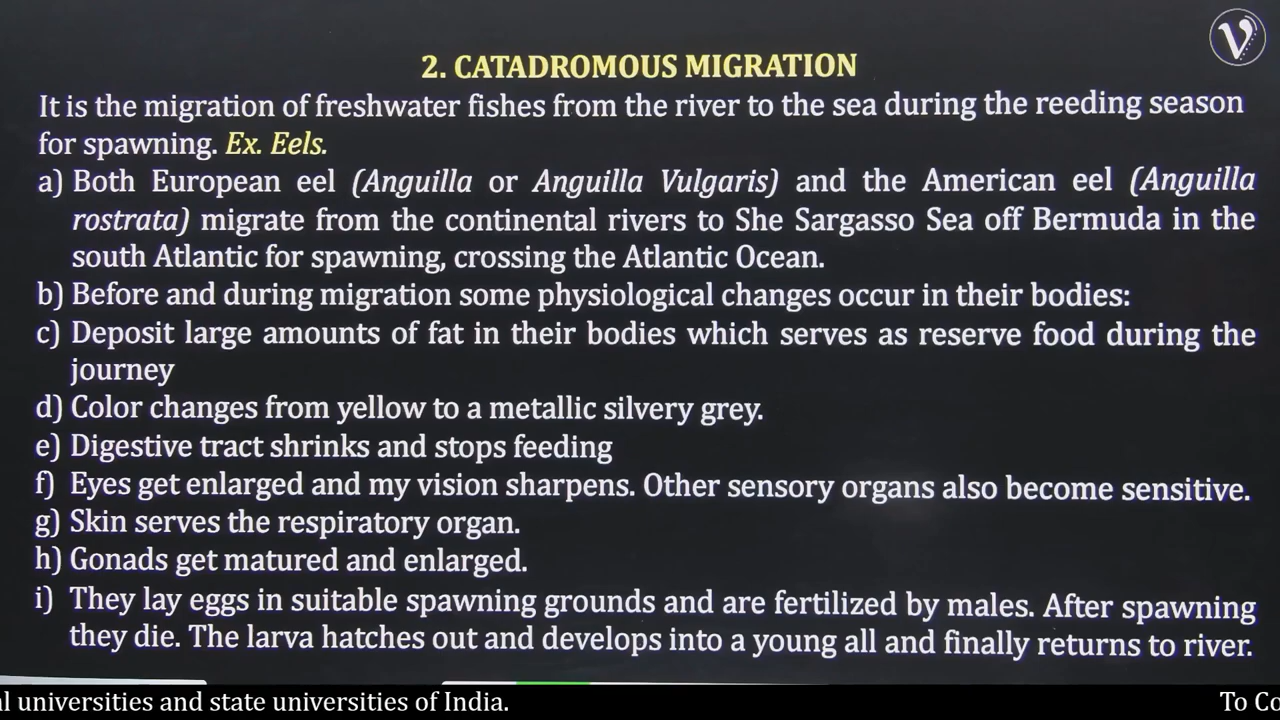 V
2. CATADROMOUS MIGRATION
It is the migration of freshwater fishes from the river to the sea during the reeding season
for spawning. Ex. Eels.
a) Both European eel (Anguilla or Anguilla Vulgaris) and the American eel (Anguilla
rostrata) migrate from the continental rivers to She Sargasso Sea off Bermuda in the
south Atlantic for spawning, crossing the Atlantic Ocean.
b) Before and during migration some physiological changes occur in their bodies:
c) Deposit large amounts of fat in their bodies which serves as reserve food during the
journey
d) Color changes from yellow to a metallic silvery grey.
e) Digestive tract shrinks and stops feeding
f) Eyes get enlarged and my vision sharpens. Other sensory organs also become sensitive.
g) Skin serves the respiratory organ.
h) Gonads get matured and enlarged.
i) They lay eggs in suitable spawning grounds and are fertilized by males. After spawning
they die. The larva hatches out and develops into a young all and finally returns to river.
l universities and state universities of India. To Co